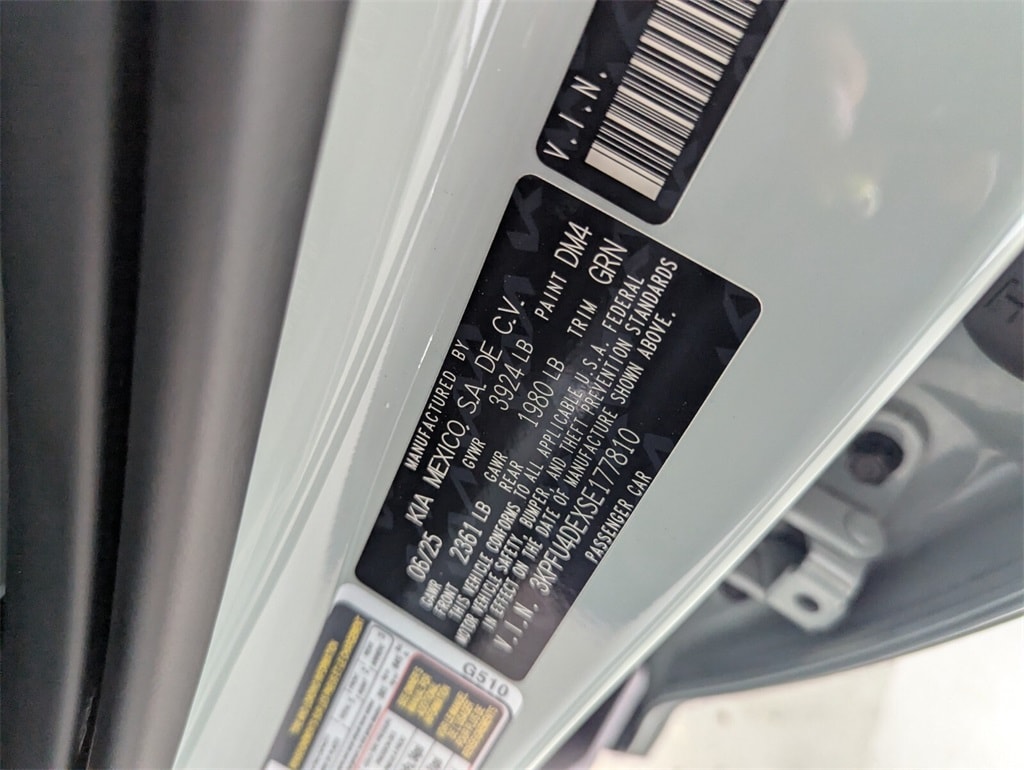 V.I.N.
MANUFACTURED BY
06/25 KIA MEXICO, S.A. DE C.V.
GVWR 3924 LB PAINT DM4
GAWR FRONT 2361 LB GAWR REAR 1980 LB TRIM GRN
THIS VEHICLE CONFORMS TO ALL APPLICABLE U.S.A. FEDERAL
MOTOR VEHICLE SAFETY, BUMPER AND THEFT PREVENTION STANDARDS
IN EFFECT ON THE DATE OF MANUFACTURE SHOWN ABOVE.
V.I.N. 3KPFU4DEXSE177810
PASSENGER CAR
G510